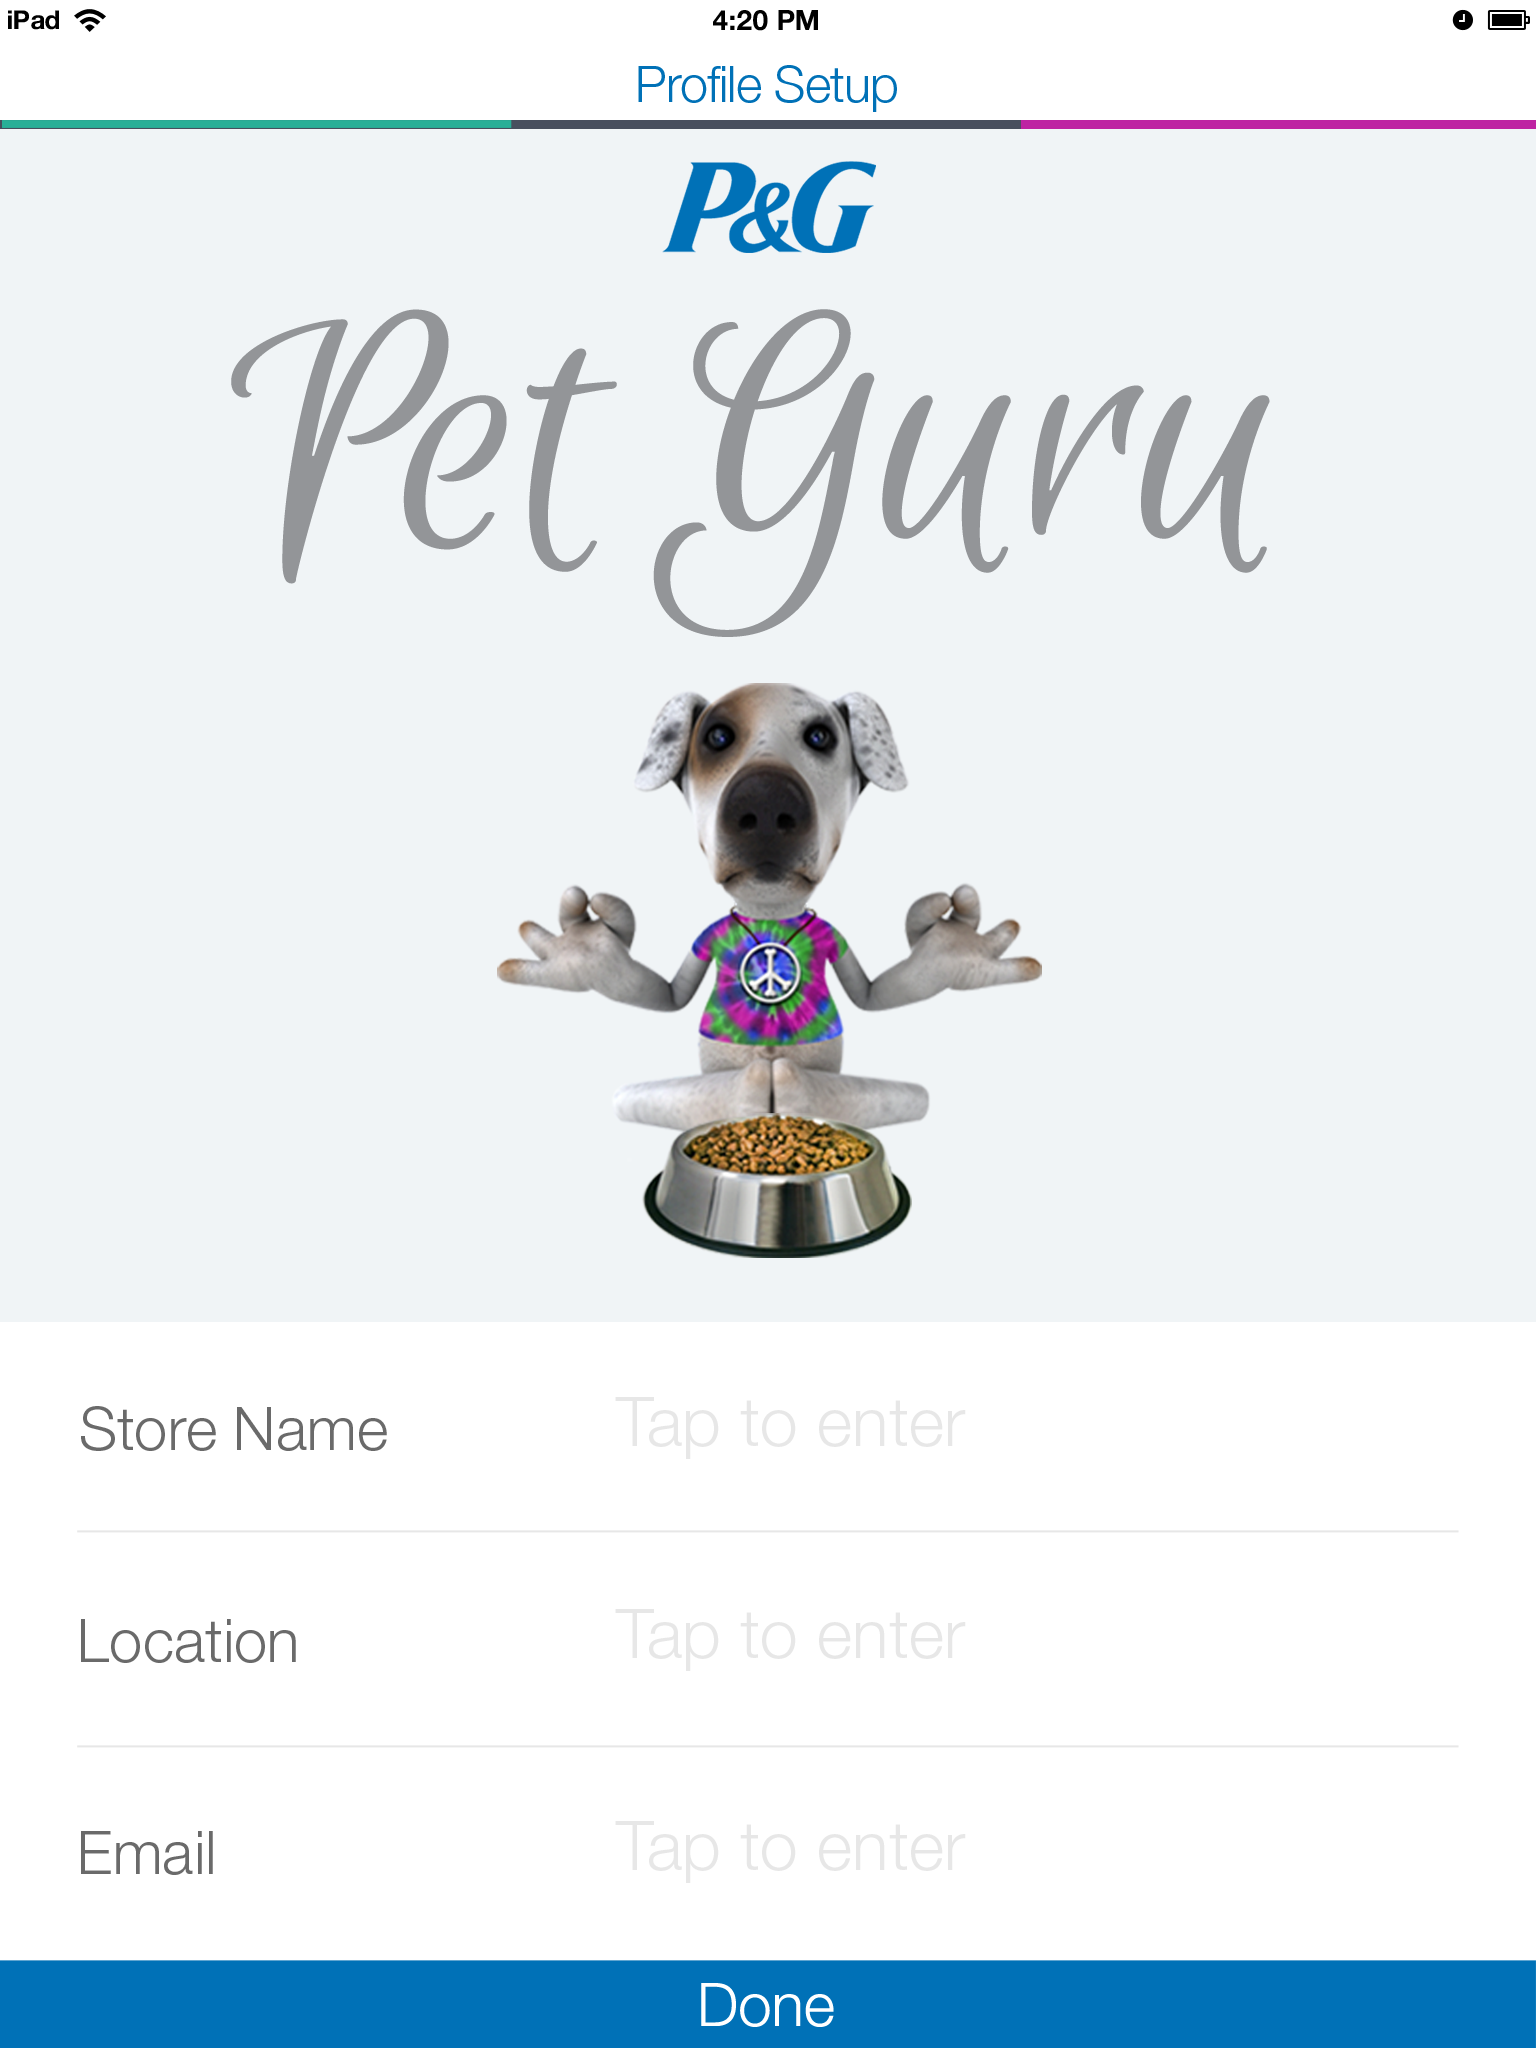 iPad 4:20 PM
Profile Setup
P&G
Pet Guru
Store Name Tap to enter
Location Tap to enter
Email Tap to enter
Done